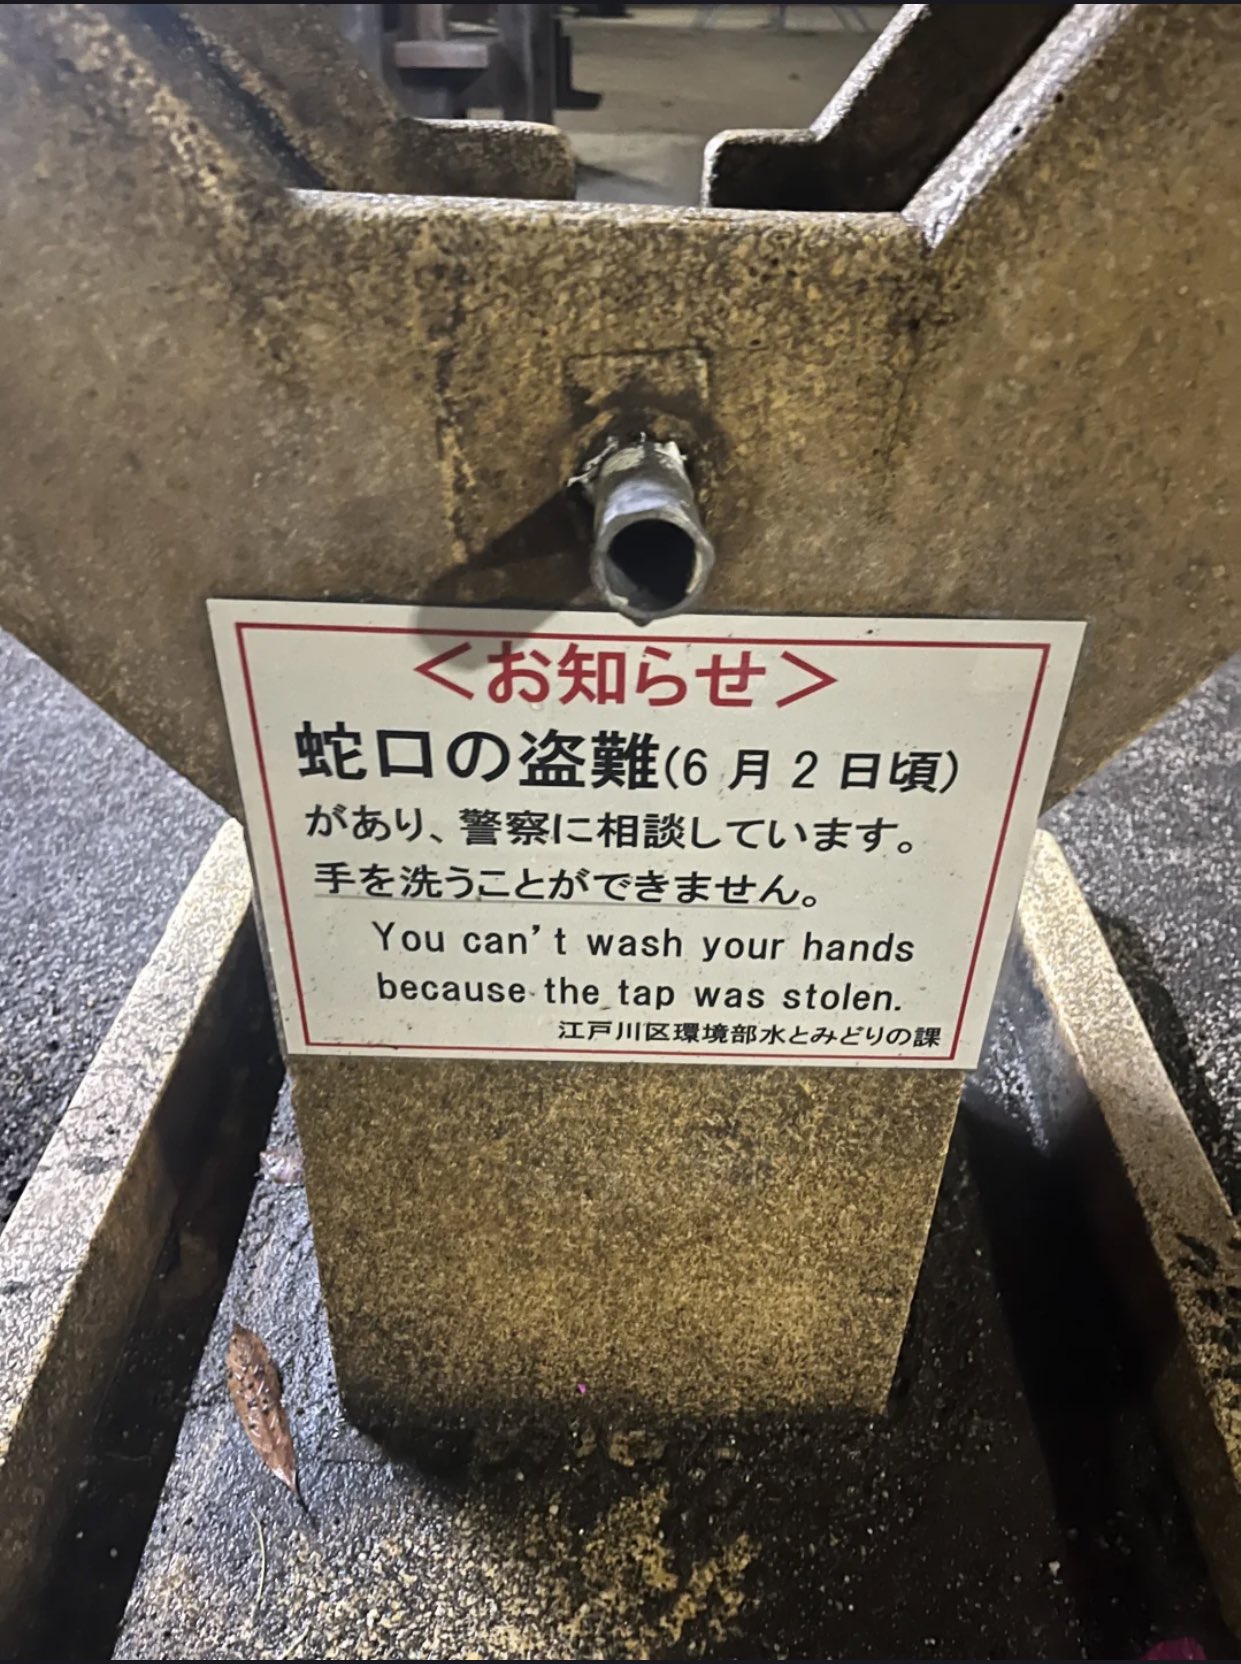 ＜お知らせ＞
蛇口の盗難(6月2日頃)
があり、警察に相談しています。
手を洗うことができません。
You can't wash your hands
because the tap was stolen.
江戸川区環境部水とみどりの課